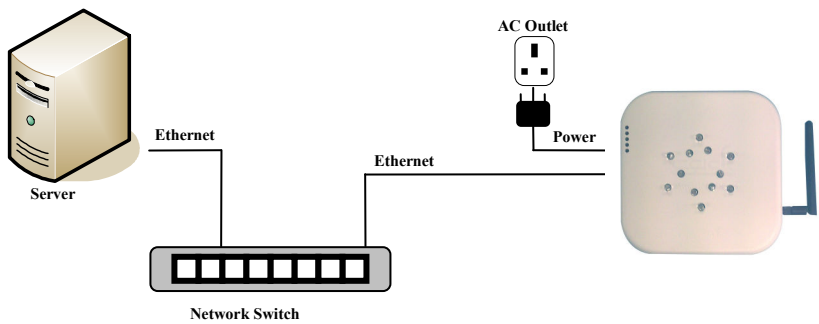 AC Outlet
Ethernet
Power
Ethernet
Server
Network Switch